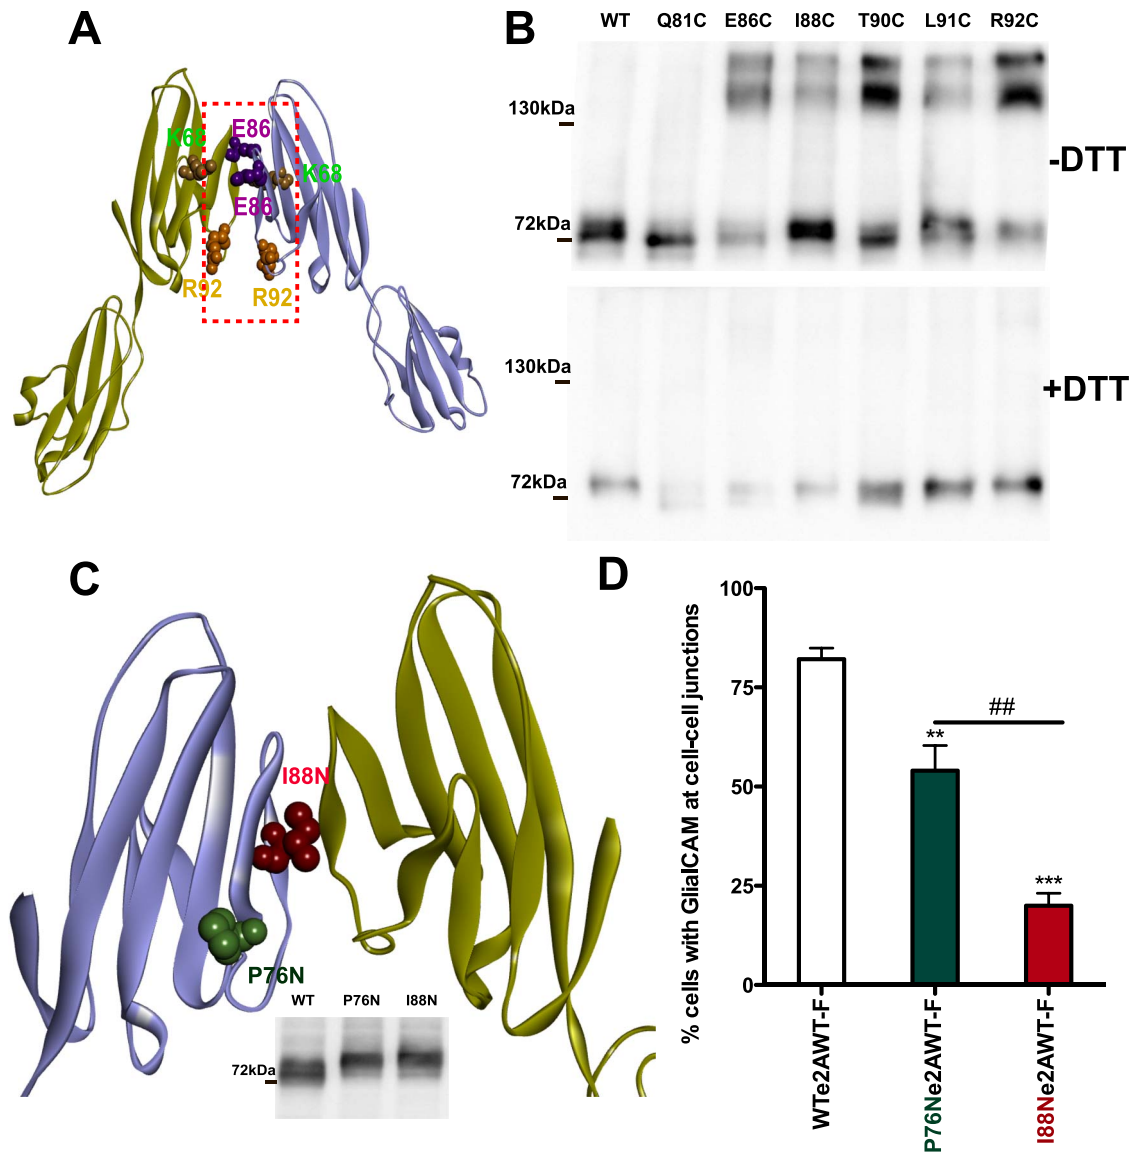 A
K68
E86
K68
E86
R92
R92
B
WT Q81C E86C I88C T90C L91C R92C
130kDa
72kDa
-DTT
130kDa
72kDa
+DTT
C
I88N
P76N
WT P76N I88N
72kDa
D
% cells with GlialCAM at cell-cell junctions
100
75
50
25
0
##
**
***
WTe2AWT-F
P76Ne2AWT-F
I88Ne2AWT-F